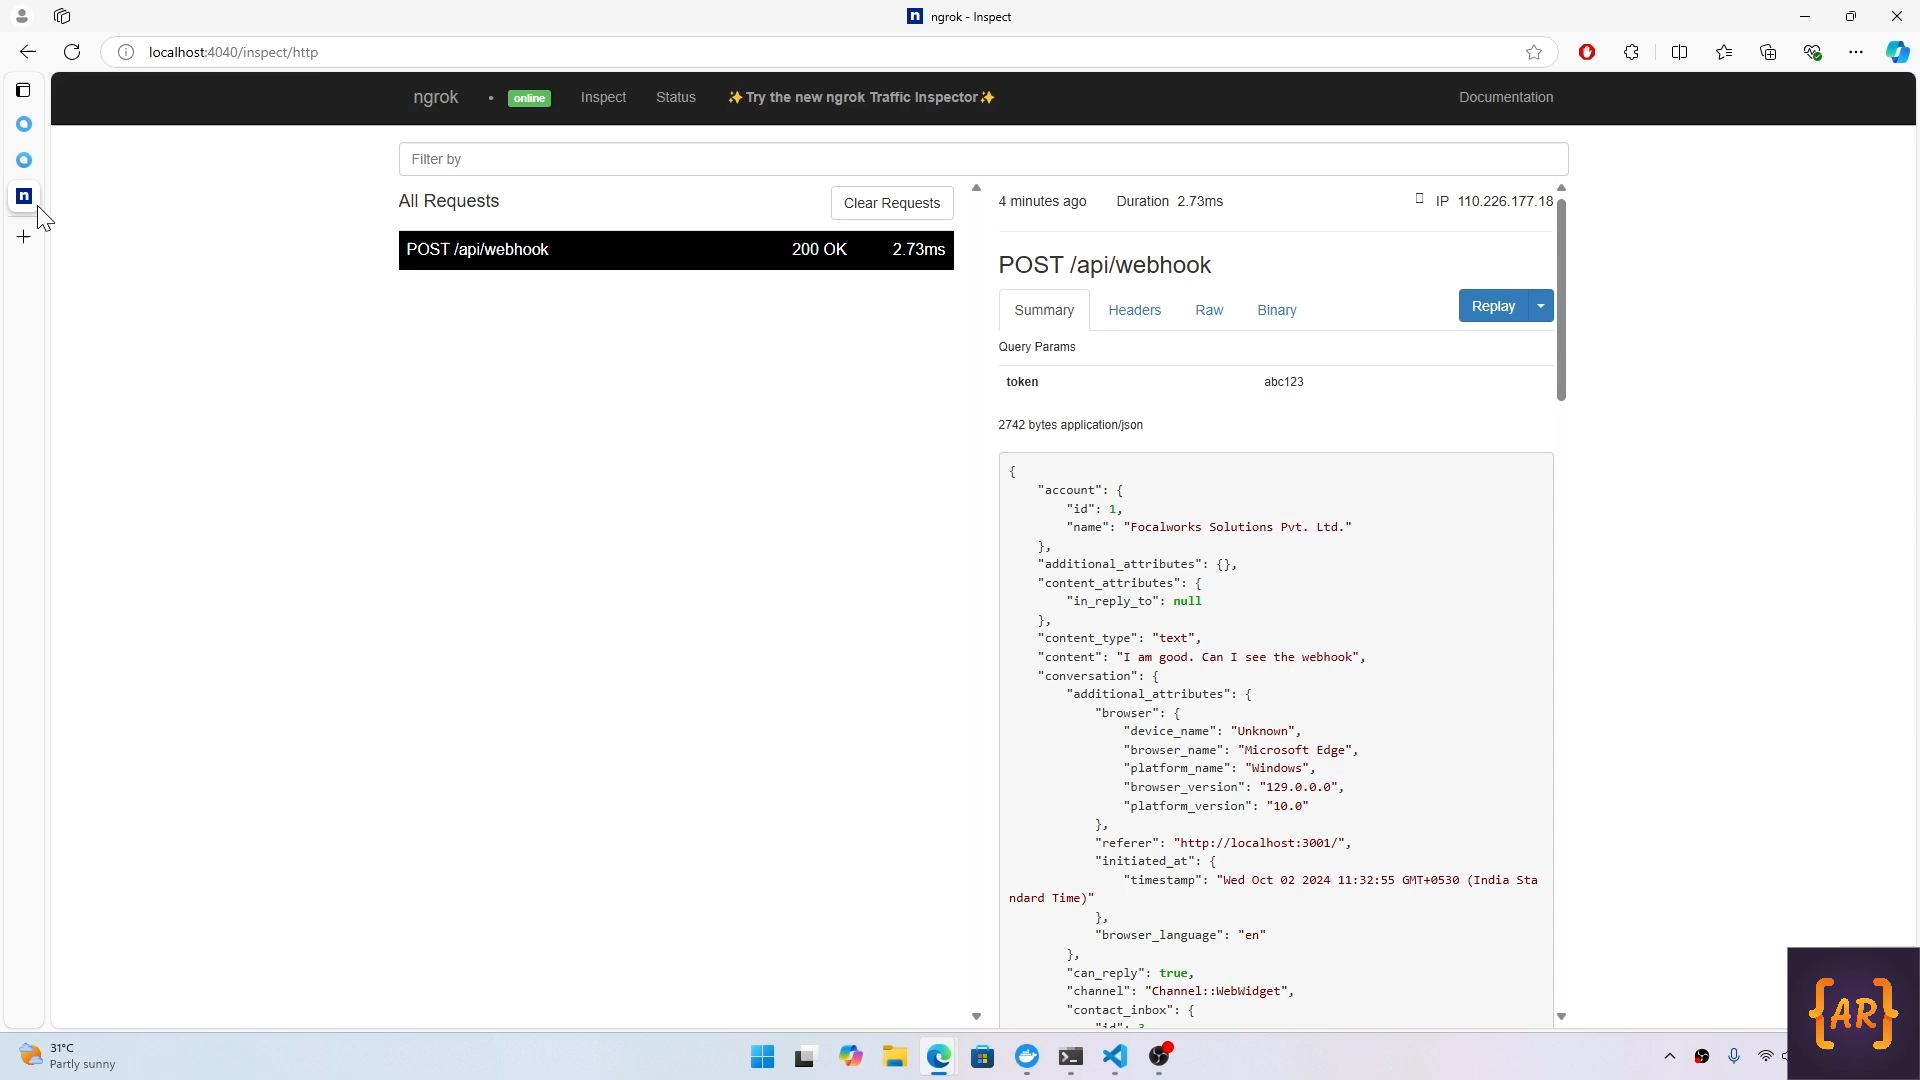 ngrok - Inspect
localhost:4040/inspect/http
ngrok • online Inspect Status ✨Try the new ngrok Traffic Inspector✨ Documentation
Filter by
All Requests Clear Requests
POST /api/webhook 200 OK 2.73ms
4 minutes ago Duration 2.73ms IP 110.226.177.18
POST /api/webhook
Summary Headers Raw Binary Replay
Query Params
token abc123
2742 bytes application/json
{
"account": {
"id": 1,
"name": "Focalworks Solutions Pvt. Ltd."
},
"additional_attributes": {},
"content_attributes": {
"in_reply_to": null
},
"content_type": "text",
"content": "I am good. Can I see the webhook",
"conversation": {
"additional_attributes": {
"browser": {
"device_name": "Unknown",
"browser_name": "Microsoft Edge",
"platform_name": "Windows",
"browser_version": "129.0.0.0",
"platform_version": "10.0"
},
"referer": "http://localhost:3001/",
"initiated_at": {
"timestamp": "Wed Oct 02 2024 11:32:55 GMT+0530 (India Sta
ndard Time)"
},
"browser_language": "en"
},
"can_reply": true,
"channel": "Channel::WebWidget",
"contact_inbox": {
{AR}
31°C
Partly sunny